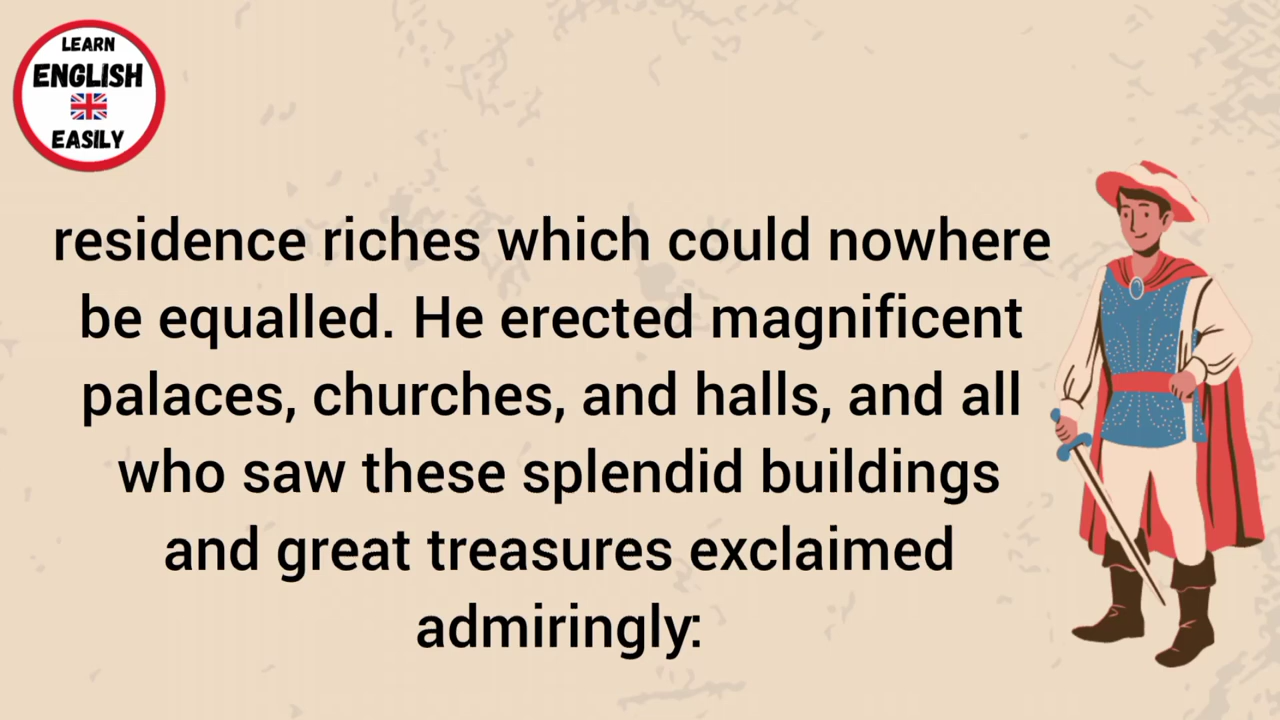 LEARN
ENGLISH
EASILY
residence riches which could nowhere
be equalled. He erected magnificent
palaces, churches, and halls, and all
who saw these splendid buildings
and great treasures exclaimed
admiringly: